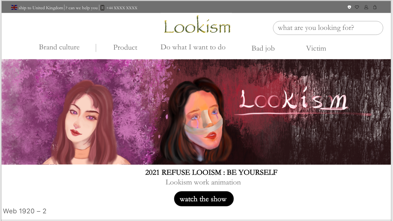 ship to United Kingdom | I can we help you
+44 XXXX XXXX
Lookism
what are you looking for?
Brand culture | Product Do what I want to do Bad job Victim
Lookism
2021 REFUSE LOOISM : BE YOURSELF
Lookism work animation
watch the show
Web 1920 – 2